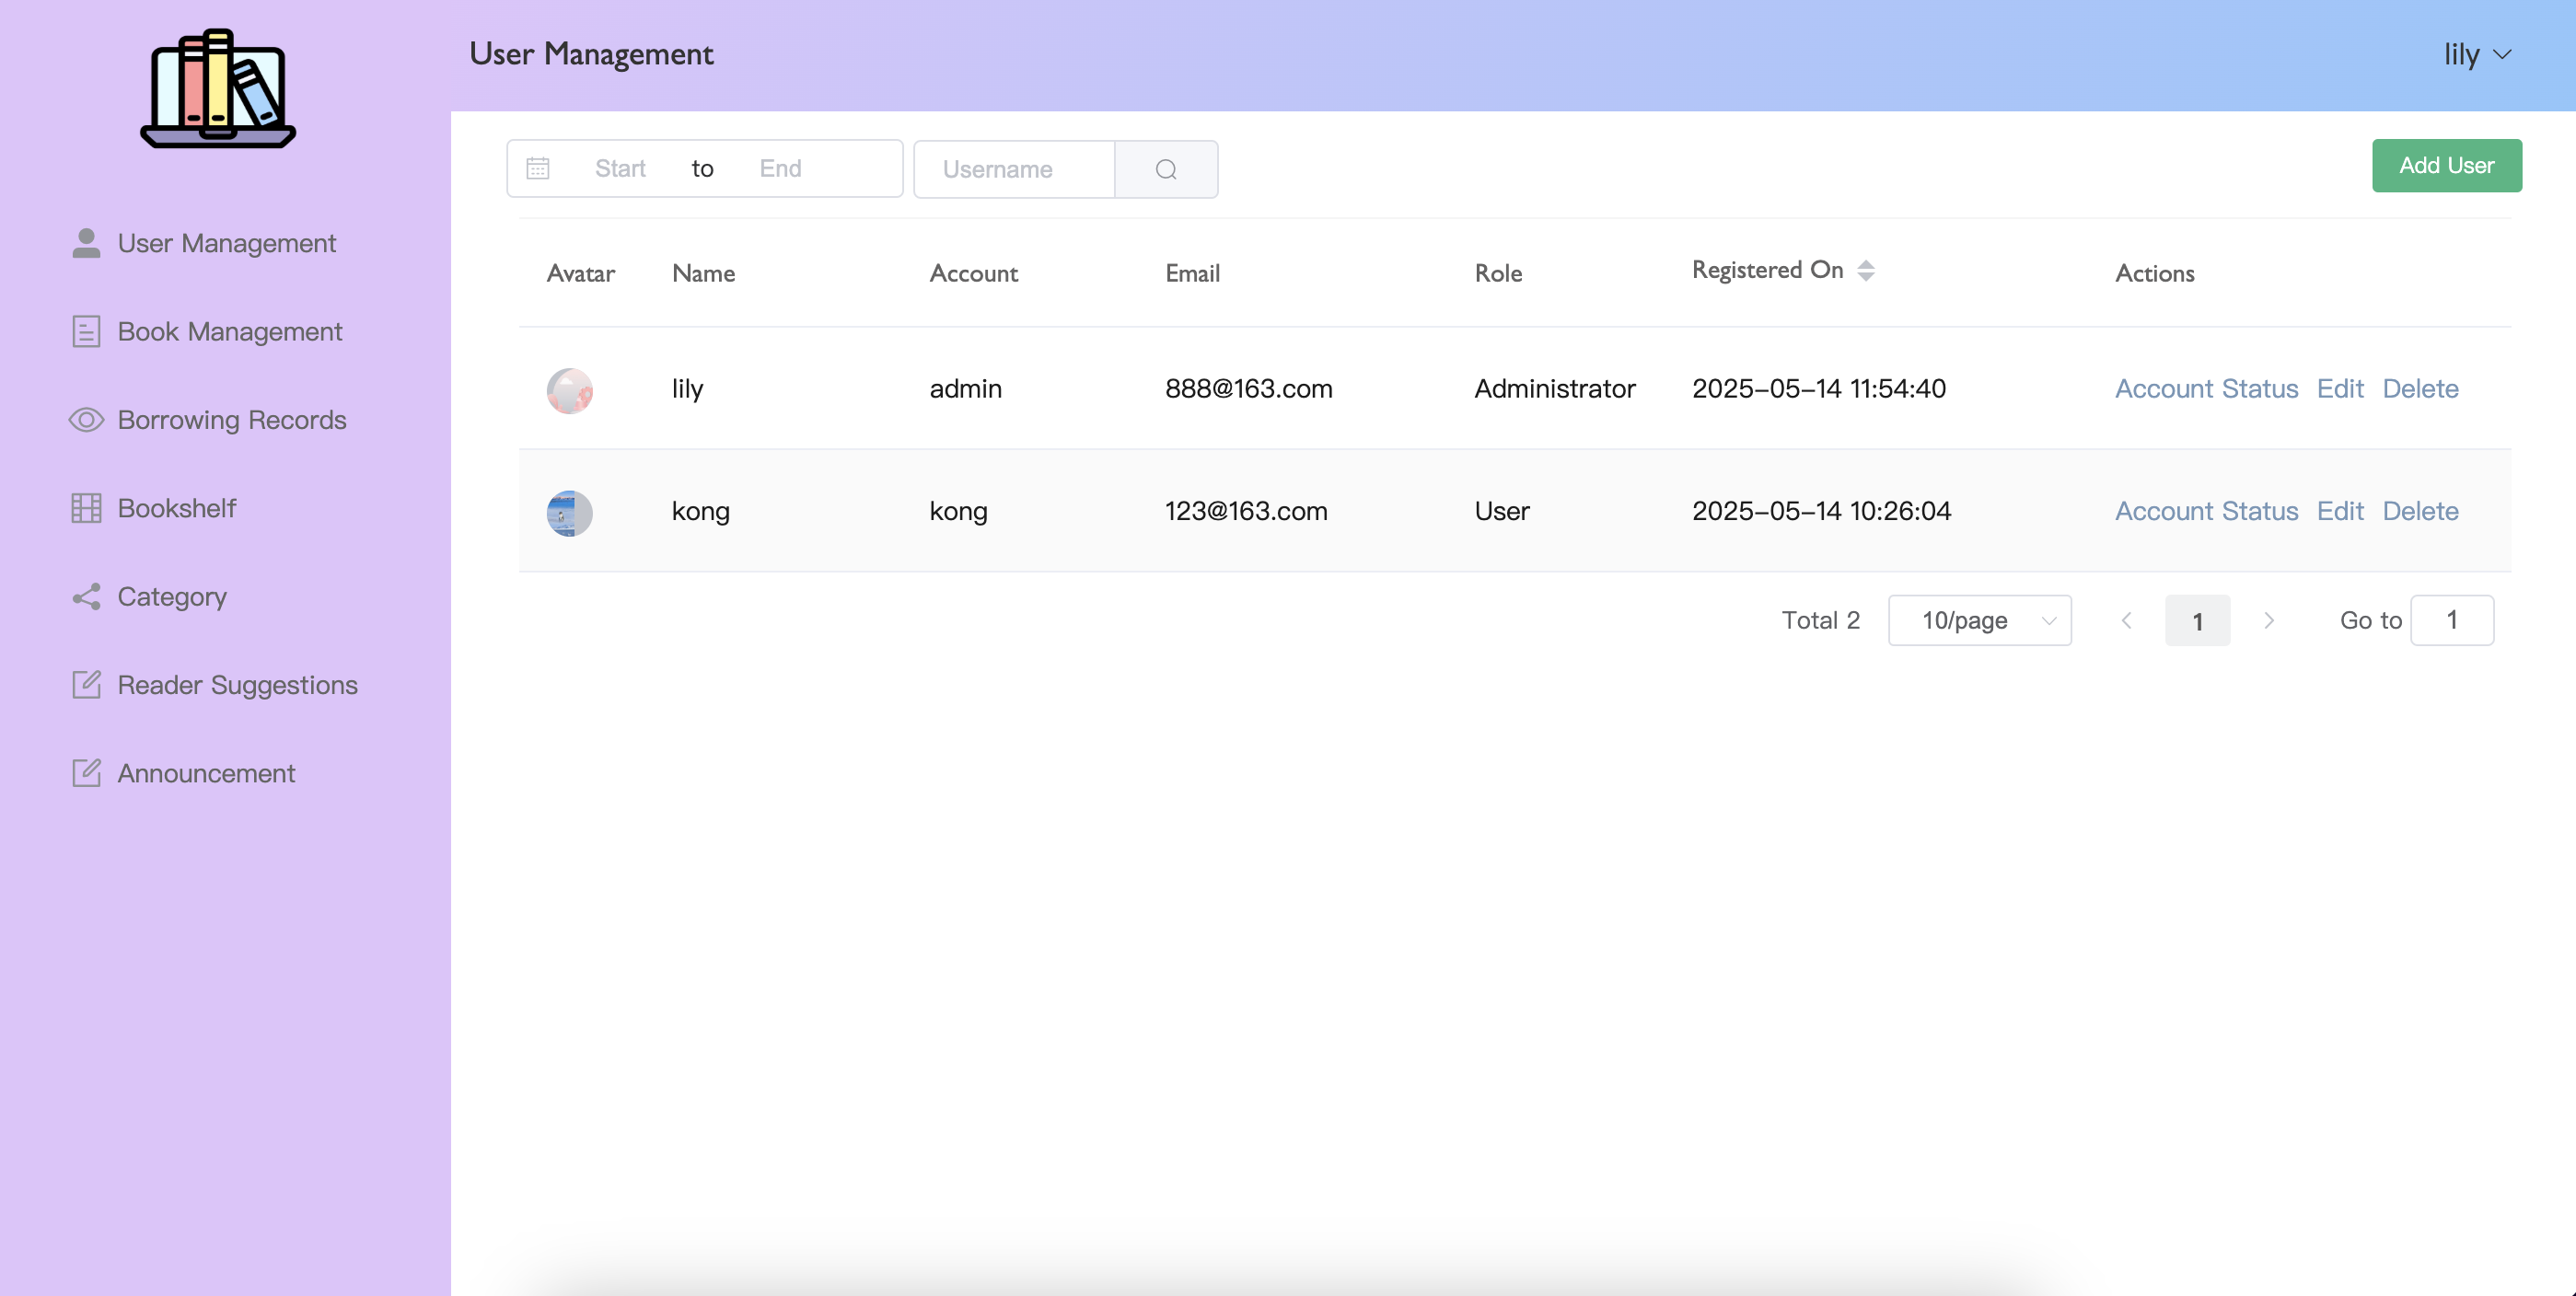 User Management
lily
User Management
Book Management
Borrowing Records
Bookshelf
Category
Reader Suggestions
Announcement
Start to End
Username
Add User
Avatar Name Account Email Role Registered On Actions
lily admin 888@163.com Administrator 2025-05-14 11:54:40 Account Status Edit Delete
kong kong 123@163.com User 2025-05-14 10:26:04 Account Status Edit Delete
Total 2 10/page 1 Go to 1